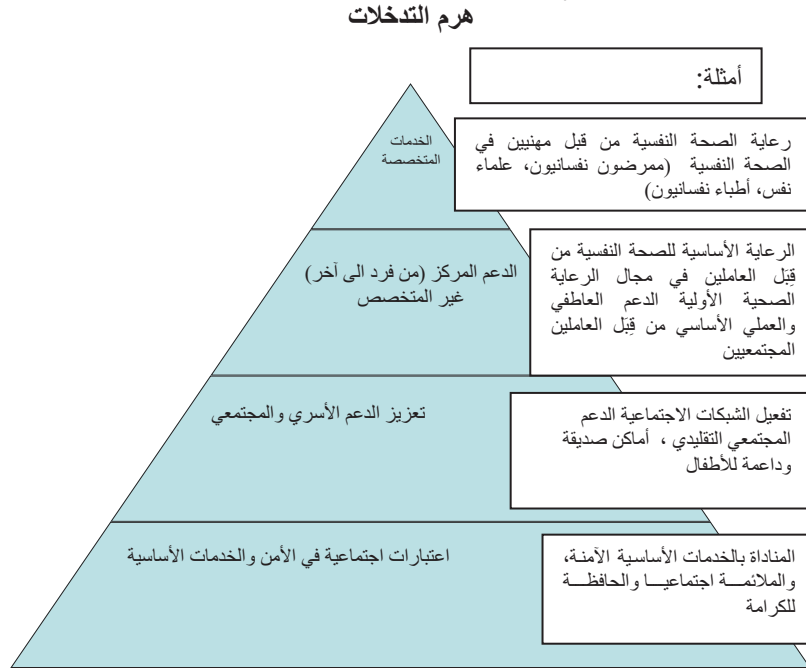 هرم التدخلات
أمثلة:
الخدمات
المتخصصة
رعاية الصحة النفسية من قبل مهنيين في
الصحة النفسية (ممرضون نفسانيون، علماء
نفس، أطباء نفسانيون)
الدعم المركز (من فرد الى آخر)
غير المتخصص
الرعاية الأساسية للصحة النفسية من
قِبَل العاملين في مجال الرعاية
الصحية الأولية الدعم العاطفي
والعملي الأساسي من قِبَل العاملين
المجتمعيين
تعزيز الدعم الأسري والمجتمعي
تفعيل الشبكات الاجتماعية الدعم
المجتمعي التقليدي ، أماكن صديقة
وداعمة للأطفال
اعتبارات اجتماعية في الأمن والخدمات الأساسية
المناداة بالخدمات الأساسية الآمنة،
والملائمـــة اجتماعيـــا والحافظـــة
للكرامة